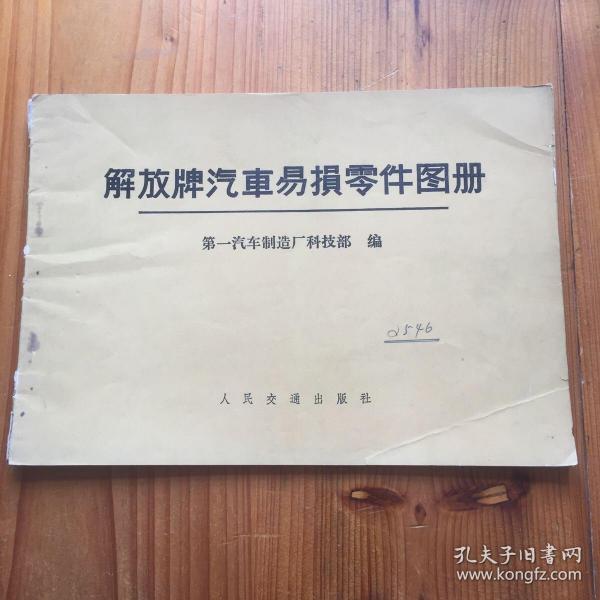 解放牌汽車易損零件图册
第一汽车制造厂科技部 编
2546
人民交通出版社
孔夫子旧書网
www.kongfz.com